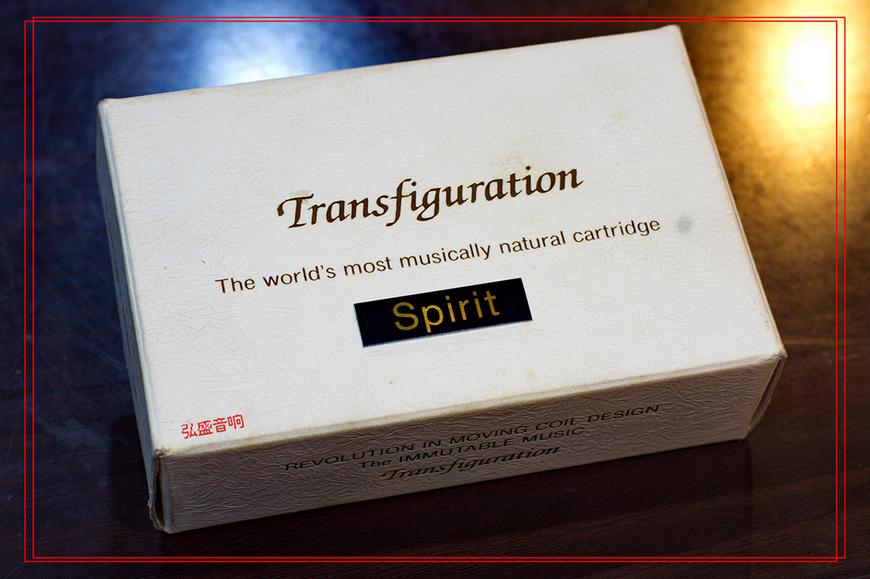 Transfiguration
The world's most musically natural cartridge
Spirit
弘盛音响
REVOLUTION IN MOVING COIL DESIGN
The IMMUTABLE MUSIC
Transfiguration